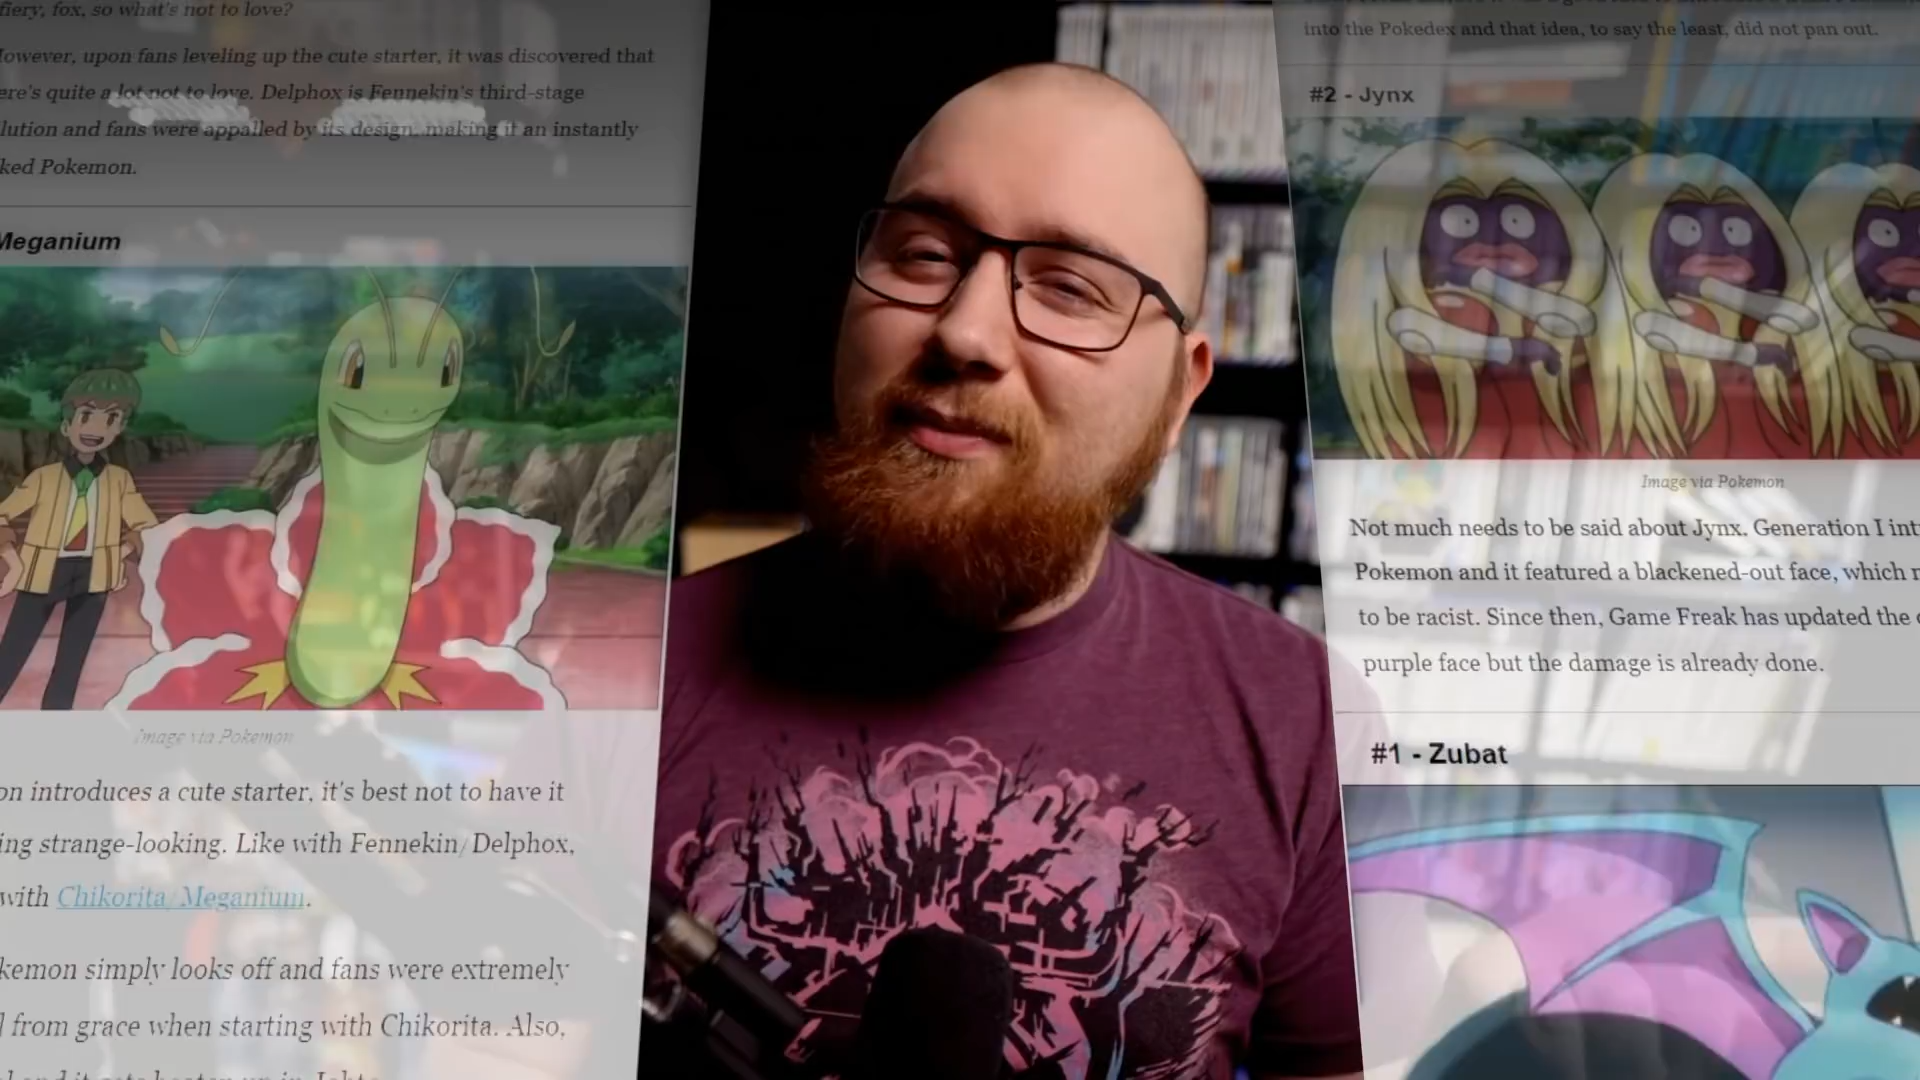 fiery, fox, so what's not to love?
However, upon fans leveling up the cute starter, it was discovered that
ere's quite a lot not to love. Delphox is Fennekin's third-stage
lution and fans were appalled by its design, making it an instantly
ked Pokemon.
Meganium
Image via Pokemon
on introduces a cute starter, it's best not to have it
ing strange-looking. Like with Fennekin/Delphox,
with Chikorita/Meganium.
kemon simply looks off and fans were extremely
from grace when starting with Chikorita. Also,
into the Pokedex and that idea, to say the least, did not pan out.
#2 - Jynx
Image via Pokemon
Not much needs to be said about Jynx. Generation I int
Pokemon and it featured a blackened-out face, which
to be racist. Since then, Game Freak has updated the
purple face but the damage is already done.
#1 - Zubat